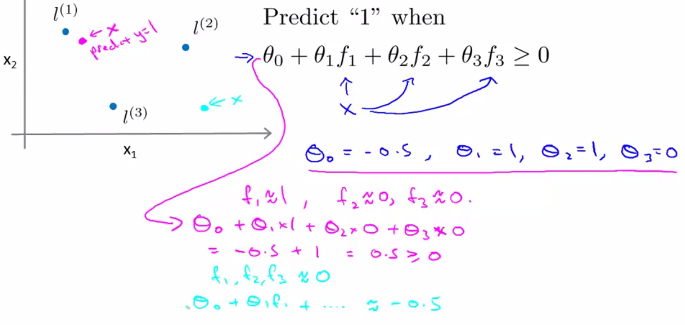 l⁽¹⁾
← x
predict y=1
l⁽²⁾
x₂
← x
l⁽³⁾
x₁
Predict “1” when
→ θ₀ + θ₁f₁ + θ₂f₂ + θ₃f₃ ≥ 0
x
θ₀ = -0.5, θ₁ = 1, θ₂ = 1, θ₃ = 0
f₁ ≈ 1, f₂ ≈ 0, f₃ ≈ 0.
θ₀ + θ₁ × 1 + θ₂ × 0 + θ₃ × 0
= -0.5 + 1 = 0.5 ≥ 0
f₁, f₂, f₃ ≈ 0
θ₀ + θ₁f₁ + .... ≈ -0.5